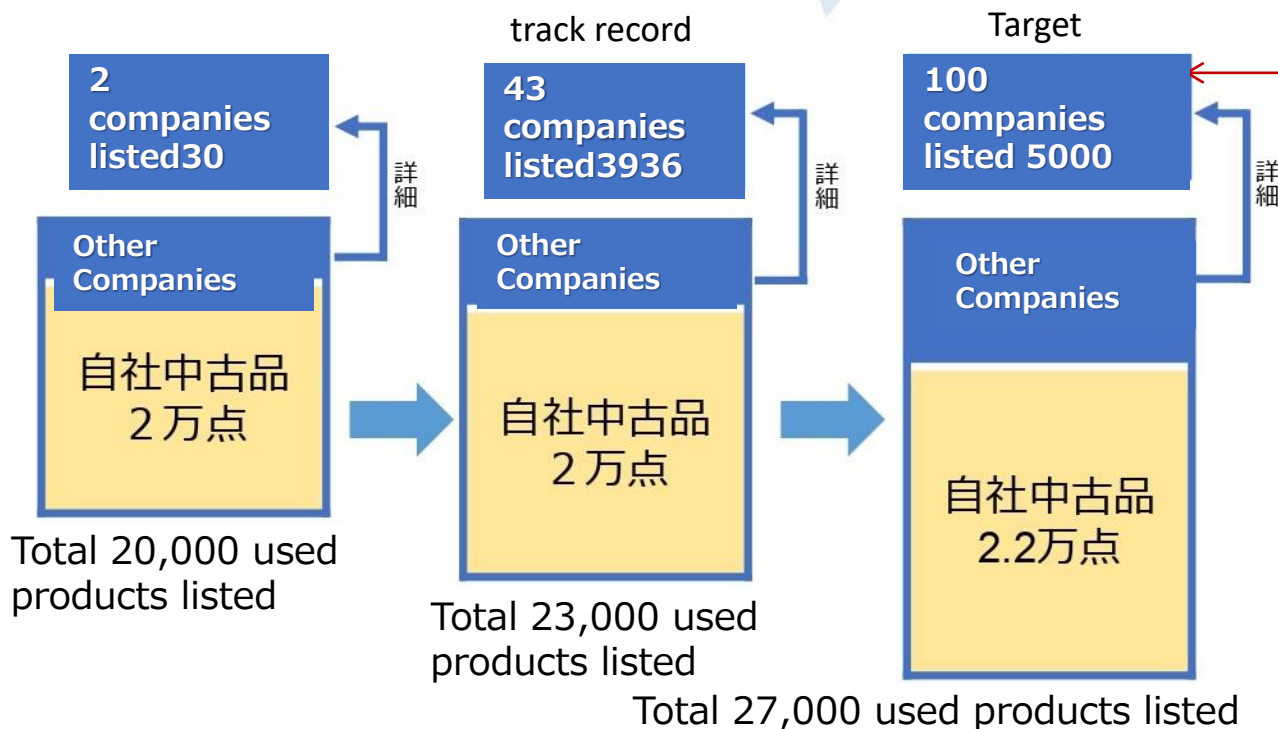 track record
Target
2
companies
listed30
詳細
Other
Companies
自社中古品
２万点
Total 20,000 used
products listed
43
companies
listed3936
詳細
Other
Companies
自社中古品
２万点
Total 23,000 used
products listed
100
companies
listed 5000
詳細
Other
Companies
自社中古品
2.2万点
Total 27,000 used products listed